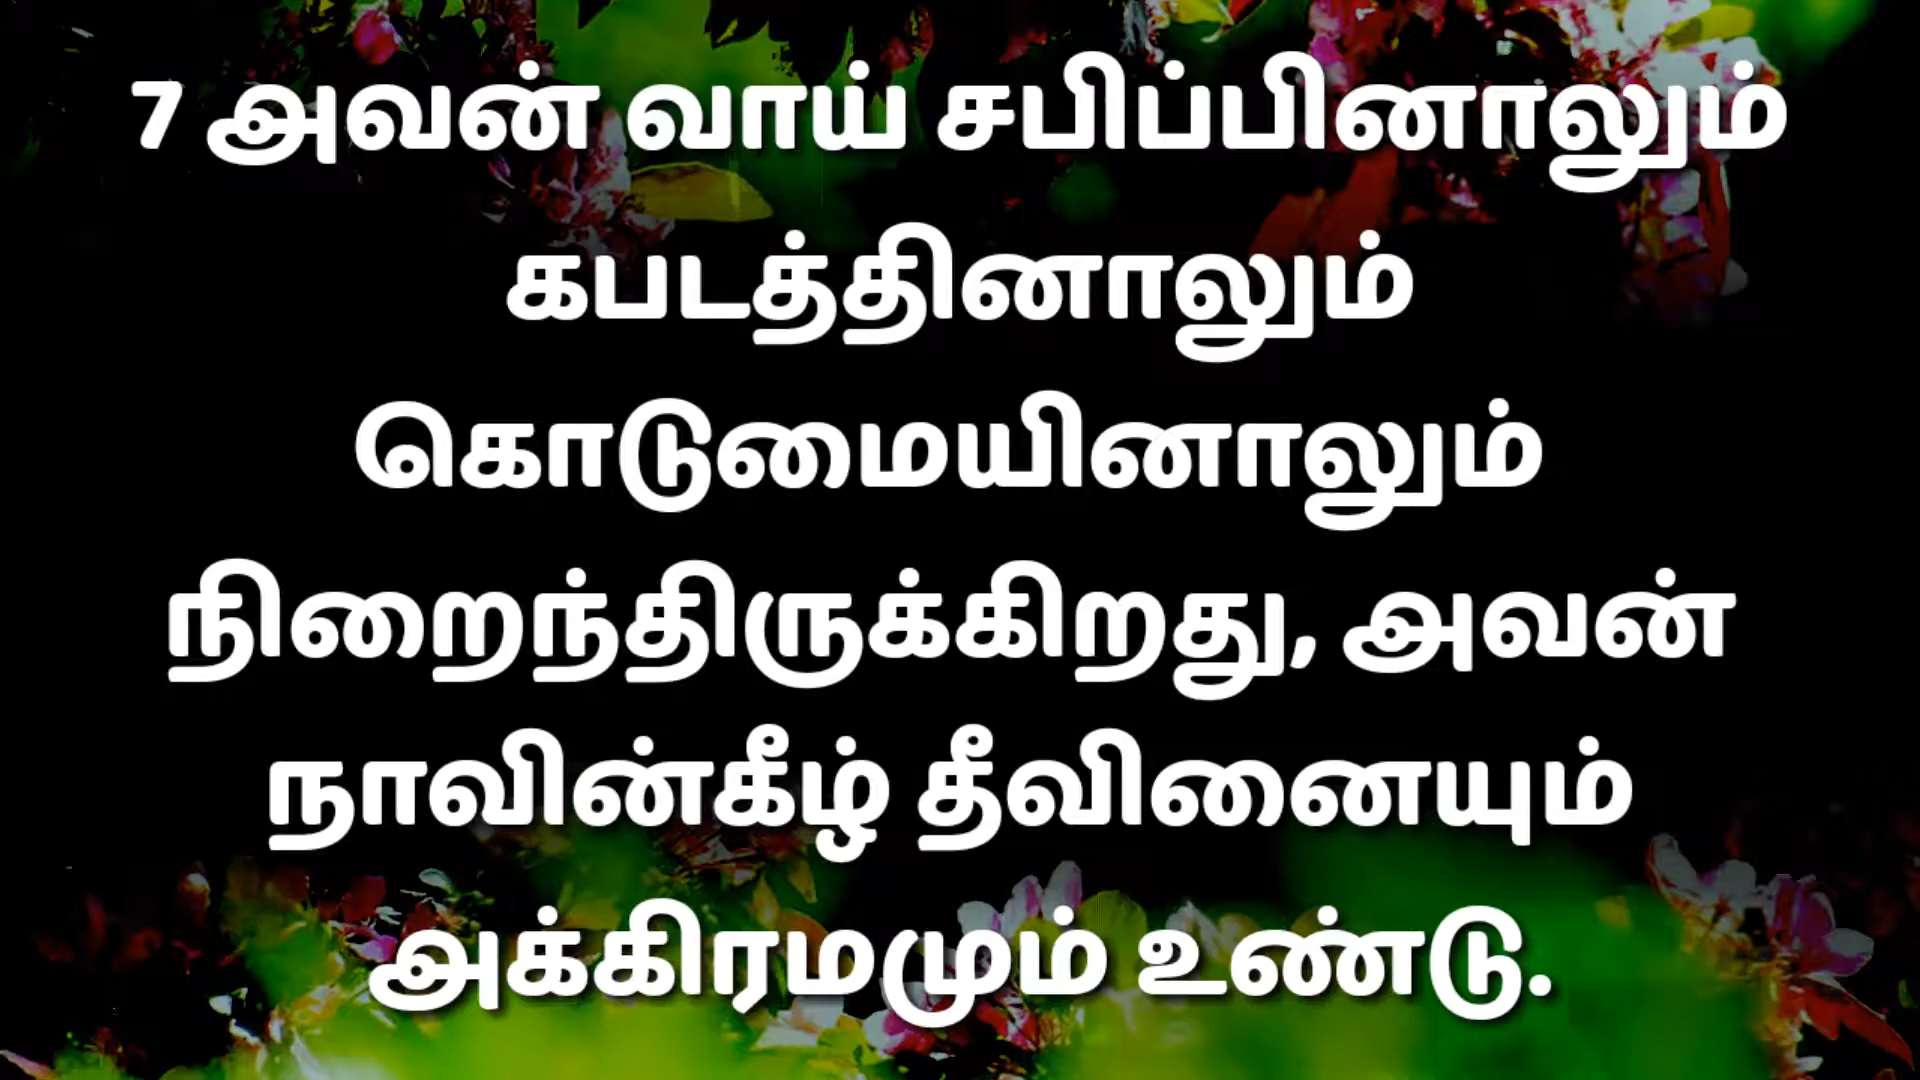 7 அவன் வாய் சபிப்பினாலும்
கபடத்தினாலும்
கொடுமையினாலும்
நிறைந்திருக்கிறது, அவன்
நாவின்கீழ் தீவினையும்
அக்கிரமமும் உண்டு.